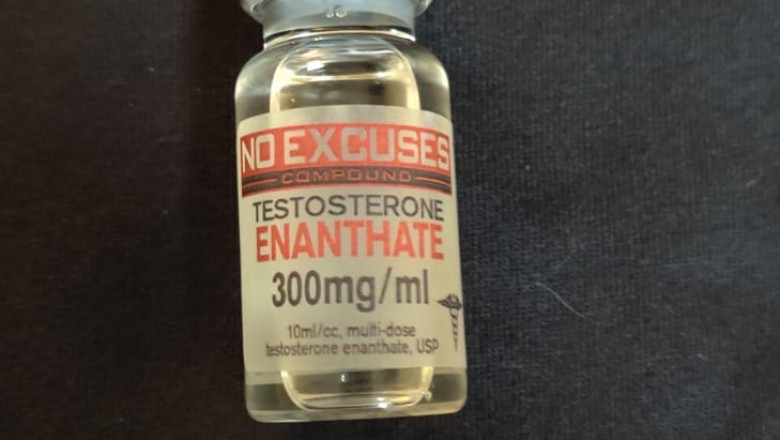 NO EXCUSES
COMPOUND
TESTOSTERONE
ENANTHATE
300mg/ml
10ml/cc, multi-dose
testosterone enanthate, USP